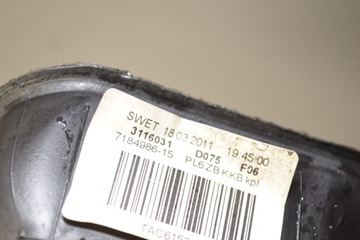 SWET 18.03.2011 19:45:00
3116031 D075 F06
7184986-15 PL6 ZB KKB kpl